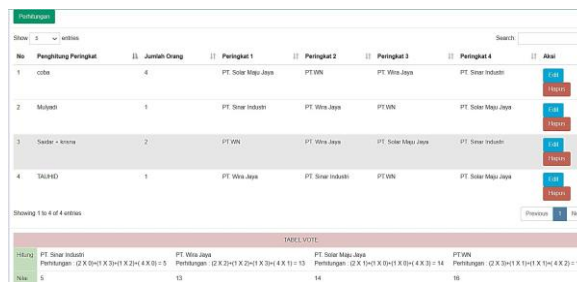 Perhitungan
Show 5 entries Search:
No Penghitung Peringkat Jumlah Orang Peringkat 1 Peringkat 2 Peringkat 3 Peringkat 4 Aksi
1 coba 4 PT. Solar Maju Jaya PT.WN PT. Wira Jaya PT. Sinar Industri Edit
Hapus
2 Mulyadi 1 PT. Sinar Industri PT. Wira Jaya PT.WN PT. Solar Maju Jaya Edit
Hapus
3 krisna 2 PT.WN PT. Wira Jaya PT. Solar Maju Jaya PT. Sinar Industri Edit
Hapus
4 TAUHID 1 PT. Wira Jaya PT. Sinar Industri PT.WN PT. Solar Maju Jaya Edit
Hapus
Showing 1 to 4 of 4 entries Previous 1
TABEL VOTE
Hitung PT. Sinar Industri PT. Wira Jaya PT. Solar Maju Jaya PT.WN
Perhitungan : (2 X 0)+(1 X 3)+(1 X 2)+( 4 X 0) = 5 Perhitungan : (2 X 2)+(1 X 2)+(1 X 3)+( 4 X 1) = 13 Perhitungan : (2 X 1)+(1 X 0)+(1 X 0)+( 4 X 3) = 14 Perhitungan : (2 X 3)+(1 X 1)+(1 X 1)+( 4 X 2) =
Nilai 5 13 14 16